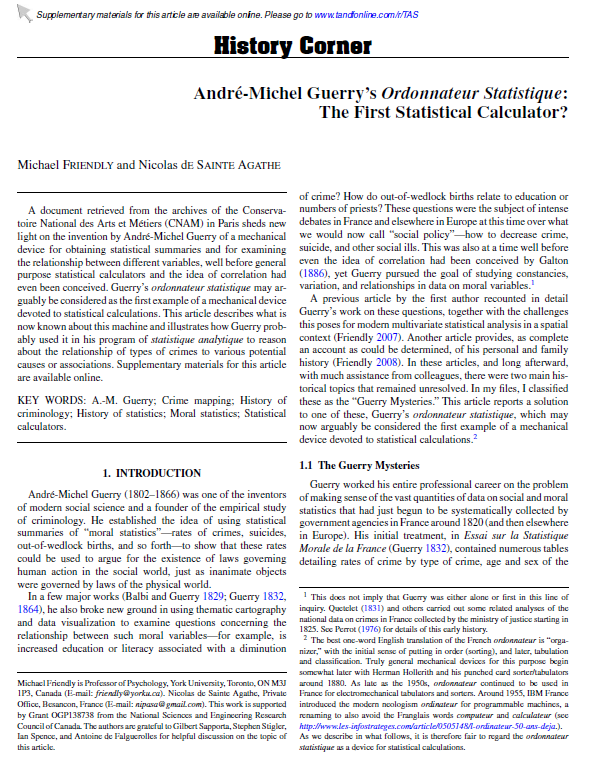 Supplementary materials for this article are available online. Please go to www.tandfonline.com/r/TAS
History Corner
André-Michel Guerry's Ordonnateur Statistique:
The First Statistical Calculator?
Michael FRIENDLY and Nicolas DE SAINTE AGATHE
A document retrieved from the archives of the Conserva-
toire National des Arts et Métiers (CNAM) in Paris sheds new
light on the invention by André-Michel Guerry of a mechanical
device for obtaining statistical summaries and for examining
the relationship between different variables, well before general
purpose statistical calculators and the idea of correlation had
even been conceived. Guerry's ordonnateur statistique may ar-
guably be considered as the first example of a mechanical device
devoted to statistical calculations. This article describes what is
now known about this machine and illustrates how Guerry prob-
ably used it in his program of statistique analytique to reason
about the relationship of types of crimes to various potential
causes or associations. Supplementary materials for this article
are available online.
KEY WORDS: A.-M. Guerry; Crime mapping; History of
criminology; History of statistics; Moral statistics; Statistical
calculators.
1. INTRODUCTION
André-Michel Guerry (1802–1866) was one of the inventors
of modern social science and a founder of the empirical study
of criminology. He established the idea of using statistical
summaries of "moral statistics"—rates of crimes, suicides,
out-of-wedlock births, and so forth—to show that these rates
could be used to argue for the existence of laws governing
human action in the social world, just as inanimate objects
were governed by laws of the physical world.
In a few major works (Balbi and Guerry 1829; Guerry 1832,
1864), he also broke new ground in using thematic cartography
and data visualization to examine questions concerning the
relationship between such moral variables—for example, is
increased education or literacy associated with a diminution
Michael Friendly is Professor of Psychology, York University, Toronto, ON M3J
1P3, Canada (E-mail: friendly@yorku.ca). Nicolas de Sainte Agathe, Private
Office, Besancon, France (E-mail: nipasa@gmail.com). This work is supported
by Grant OGP138738 from the National Sciences and Engineering Research
Council of Canada. The authors are grateful to Gilbert Sapporta, Stephen Stigler,
Ian Spence, and Antoine de Falguerolles for helpful discussion on the topic of
this article.
of crime? How do out-of-wedlock births relate to education or
numbers of priests? These questions were the subject of intense
debates in France and elsewhere in Europe at this time over what
we would now call "social policy"—how to decrease crime,
suicide, and other social ills. This was also at a time well before
even the idea of correlation had been conceived by Galton
(1886), yet Guerry pursued the goal of studying constancies,
variation, and relationships in data on moral variables.1
A previous article by the first author recounted in detail
Guerry's work on these questions, together with the challenges
this poses for modern multivariate statistical analysis in a spatial
context (Friendly 2007). Another article provides, as complete
an account as could be determined, of his personal and family
history (Friendly 2008). In these articles, and long afterward,
with much assistance from colleagues, there were two main his-
torical topics that remained unresolved. In my files, I classified
these as the "Guerry Mysteries." This article reports a solution
to one of these, Guerry's ordonnateur statistique, which may
now arguably be considered the first example of a mechanical
device devoted to statistical calculations.2
1.1 The Guerry Mysteries
Guerry worked his entire professional career on the problem
of making sense of the vast quantities of data on social and moral
statistics that had just begun to be systematically collected by
government agencies in France around 1820 (and then elsewhere
in Europe). His initial treatment, in Essai sur la Statistique
Morale de la France (Guerry 1832), contained numerous tables
detailing rates of crime by type of crime, age and sex of the
1 This does not imply that Guerry was either alone or first in this line of
inquiry. Quetelet (1831) and others carried out some related analyses of the
national data on crimes in France collected by the ministry of justice starting in
1825. See Perrot (1976) for details of this early history.
2 The best one-word English translation of the French ordonnateur is "orga-
nizer," with the initial sense of putting in order (sorting), and later, tabulation
and classification. Truly general mechanical devices for this purpose begin
somewhat later with Herman Hollerith and his punched card sorter/tabulators
around 1880. As late as the 1950s, ordonnateur continued to be used in
France for electromechanical tabulators and sorters. Around 1955, IBM France
introduced the modern neologism ordinateur for programmable machines, a
renaming to also avoid the Franglais words computeur and calculateur (see
http://www.les-infostrateges.com/article/0505148/l-ordinateur-50-ans-deja.).
As we describe in what follows, it is therefore fair to regard the ordonnateur
statistique as a device for statistical calculations.